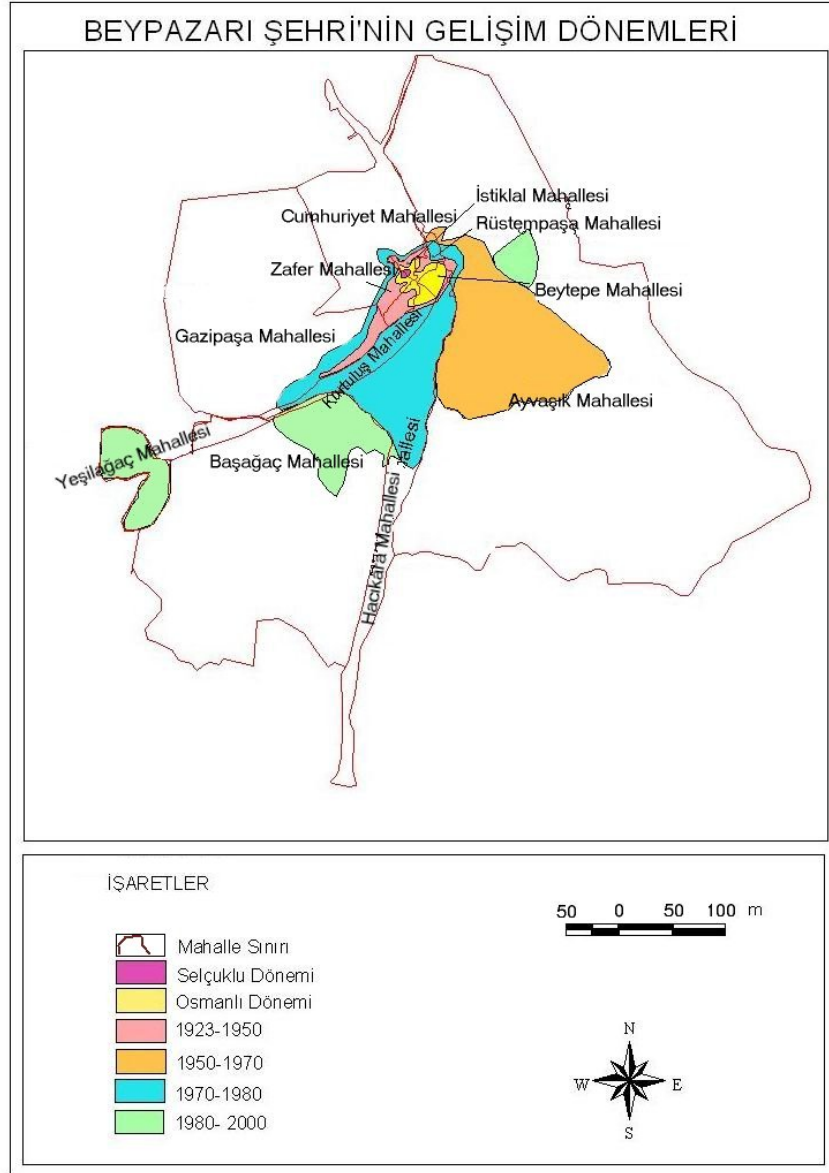 BEYPAZARI ŞEHRİ'NİN GELİŞİM DÖNEMLERİ
İstiklal Mahallesi
Cumhuriyet Mahallesi
Rüstempaşa Mahallesi
Zafer Mahallesi
Beytepe Mahallesi
Gazipaşa Mahallesi
Kurtuluş Mahallesi
Ayvaşık Mahallesi
Yeşilağaç Mahallesi
Başağaç Mahallesi
allesi
Hacıkara Mahallesi
İŞARETLER
50 0 50 100 m
Mahalle Sınırı
Selçuklu Dönemi
Osmanlı Dönemi
1923-1950
1950-1970
1970-1980
1980- 2000
N
W E
S